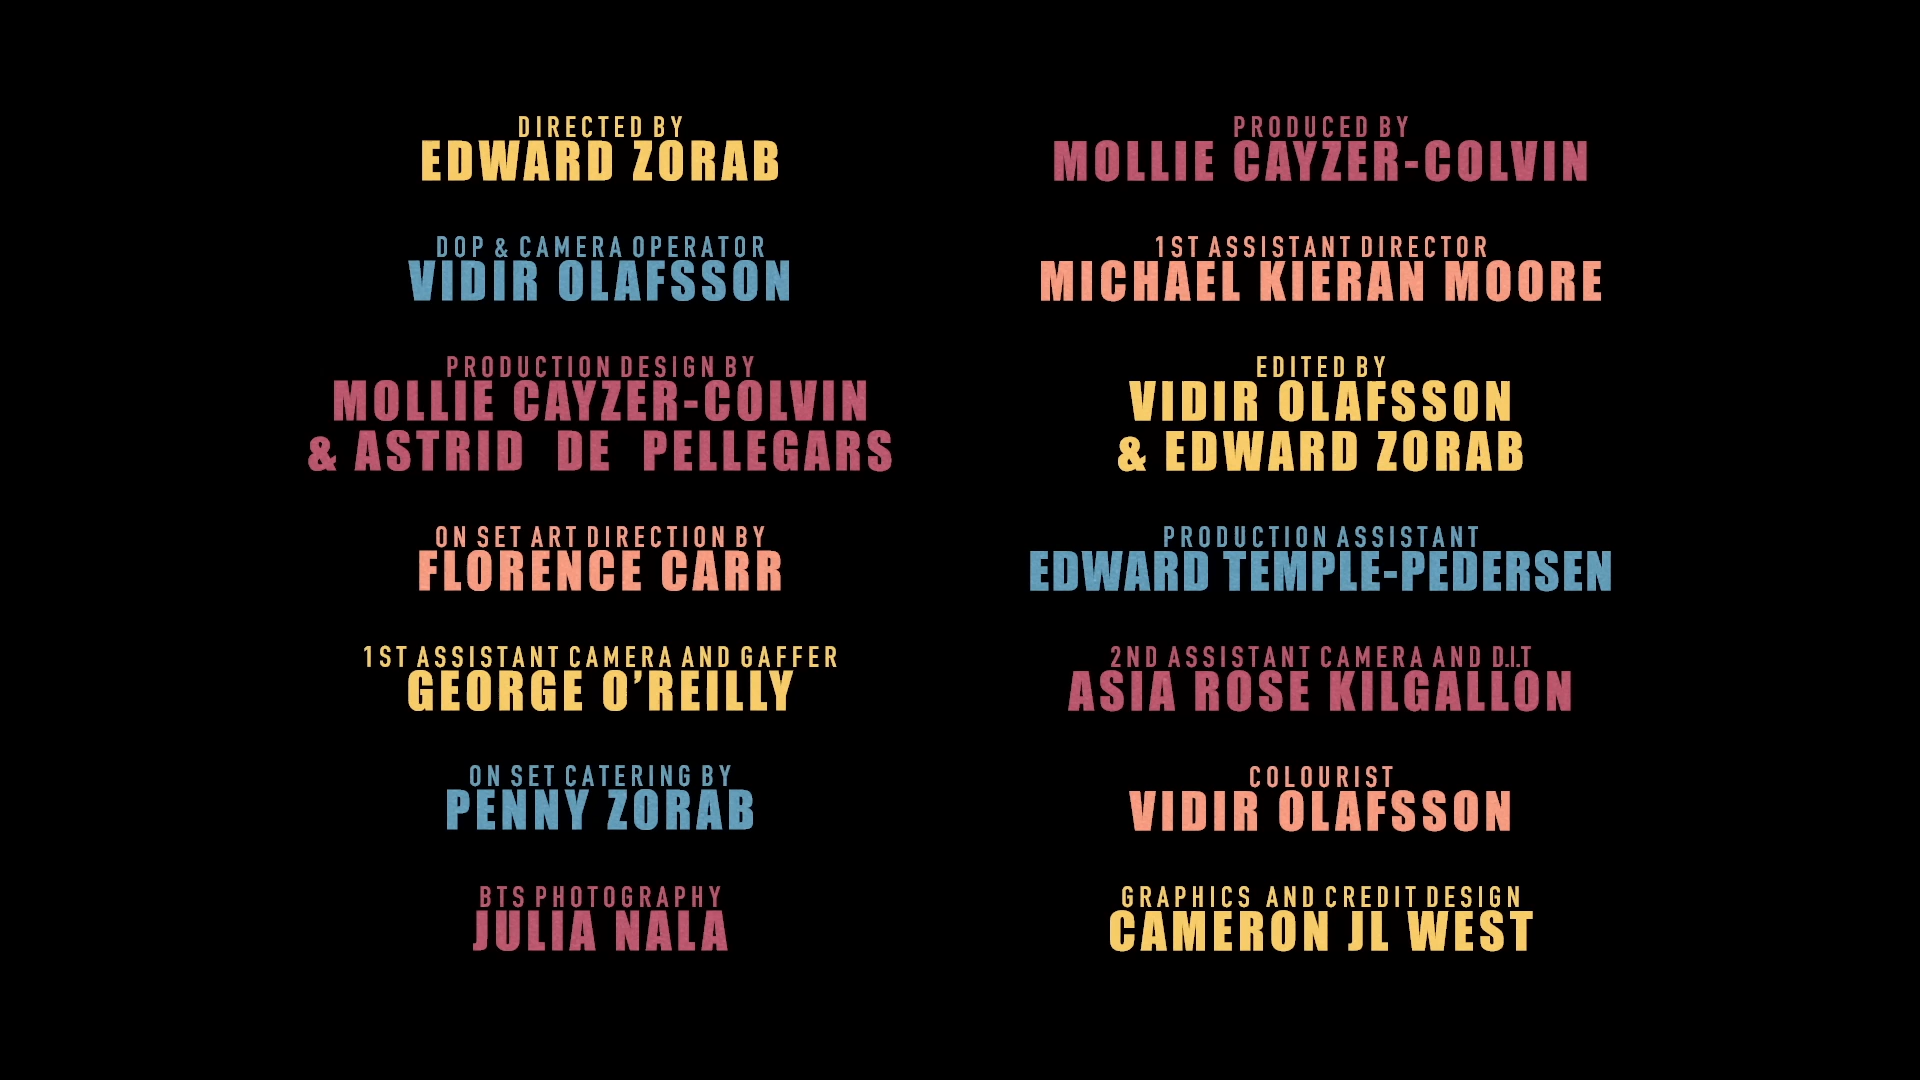 DIRECTED BY
EDWARD ZORAB
PRODUCED BY
MOLLIE CAYZER-COLVIN
DOP & CAMERA OPERATOR
VIDIR OLAFSSON
1ST ASSISTANT DIRECTOR
MICHAEL KIERAN MOORE
PRODUCTION DESIGN BY
MOLLIE CAYZER-COLVIN
& ASTRID DE PELLEGARS
EDITED BY
VIDIR OLAFSSON
& EDWARD ZORAB
ON SET ART DIRECTION BY
FLORENCE CARR
PRODUCTION ASSISTANT
EDWARD TEMPLE-PEDERSEN
1ST ASSISTANT CAMERA AND GAFFER
GEORGE O’REILLY
2ND ASSISTANT CAMERA AND D.I.T
ASIA ROSE KILGALLON
ON SET CATERING BY
PENNY ZORAB
COLOURIST
VIDIR OLAFSSON
BTS PHOTOGRAPHY
JULIA NALA
GRAPHICS AND CREDIT DESIGN
CAMERON JL WEST